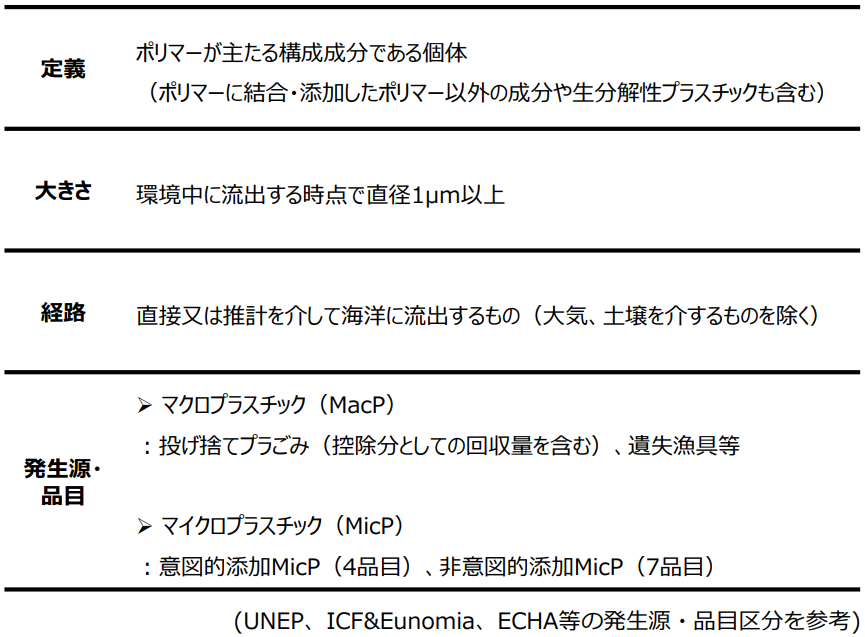 定義
ポリマーが主たる構成成分である個体
（ポリマーに結合・添加したポリマー以外の成分や生分解性プラスチックも含む）
大きさ
環境中に流出する時点で直径1μm以上
経路
直接又は推計を介して海洋に流出するもの（大気、土壌を介するものを除く）
発生源・
品目
➢ マクロプラスチック（MacP）
：投げ捨てプラごみ（控除分としての回収量を含む）、遺失漁具等
➢ マイクロプラスチック（MicP）
：意図的添加MicP（4品目）、非意図的添加MicP（7品目）
(UNEP、ICF&Eunomia、ECHA等の発生源・品目区分を参考)